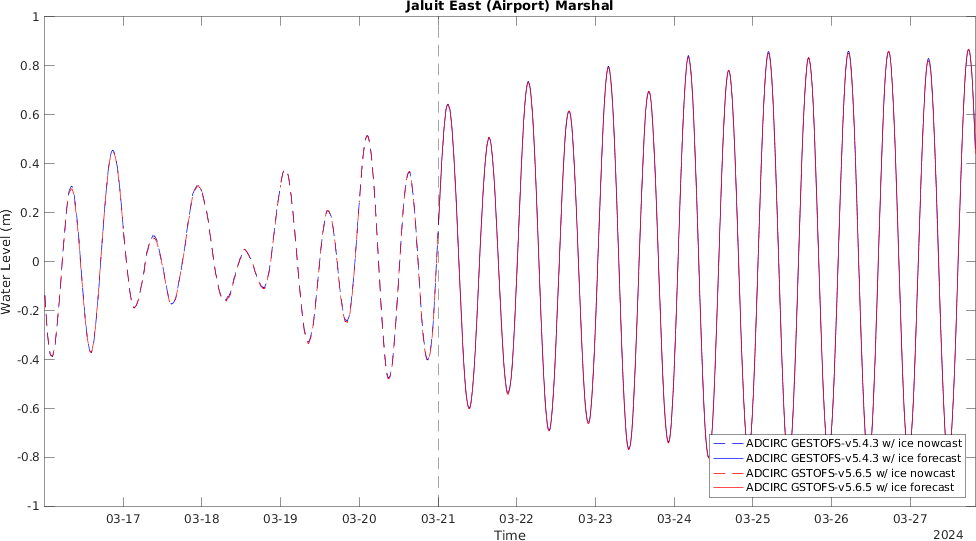 Jaluit East (Airport) Marshal
1
0.8
0.6
0.4
0.2
0
-0.2
-0.4
-0.6
-0.8
-1
Water Level (m)
ADCIRC GESTOFS-v5.4.3 w/ ice nowcast
ADCIRC GESTOFS-v5.4.3 w/ ice forecast
ADCIRC GSTOFS-v5.6.5 w/ ice nowcast
ADCIRC GSTOFS-v5.6.5 w/ ice forecast
03-17 03-18 03-19 03-20 03-21 03-22 03-23 03-24 03-25 03-26 03-27
Time
2024